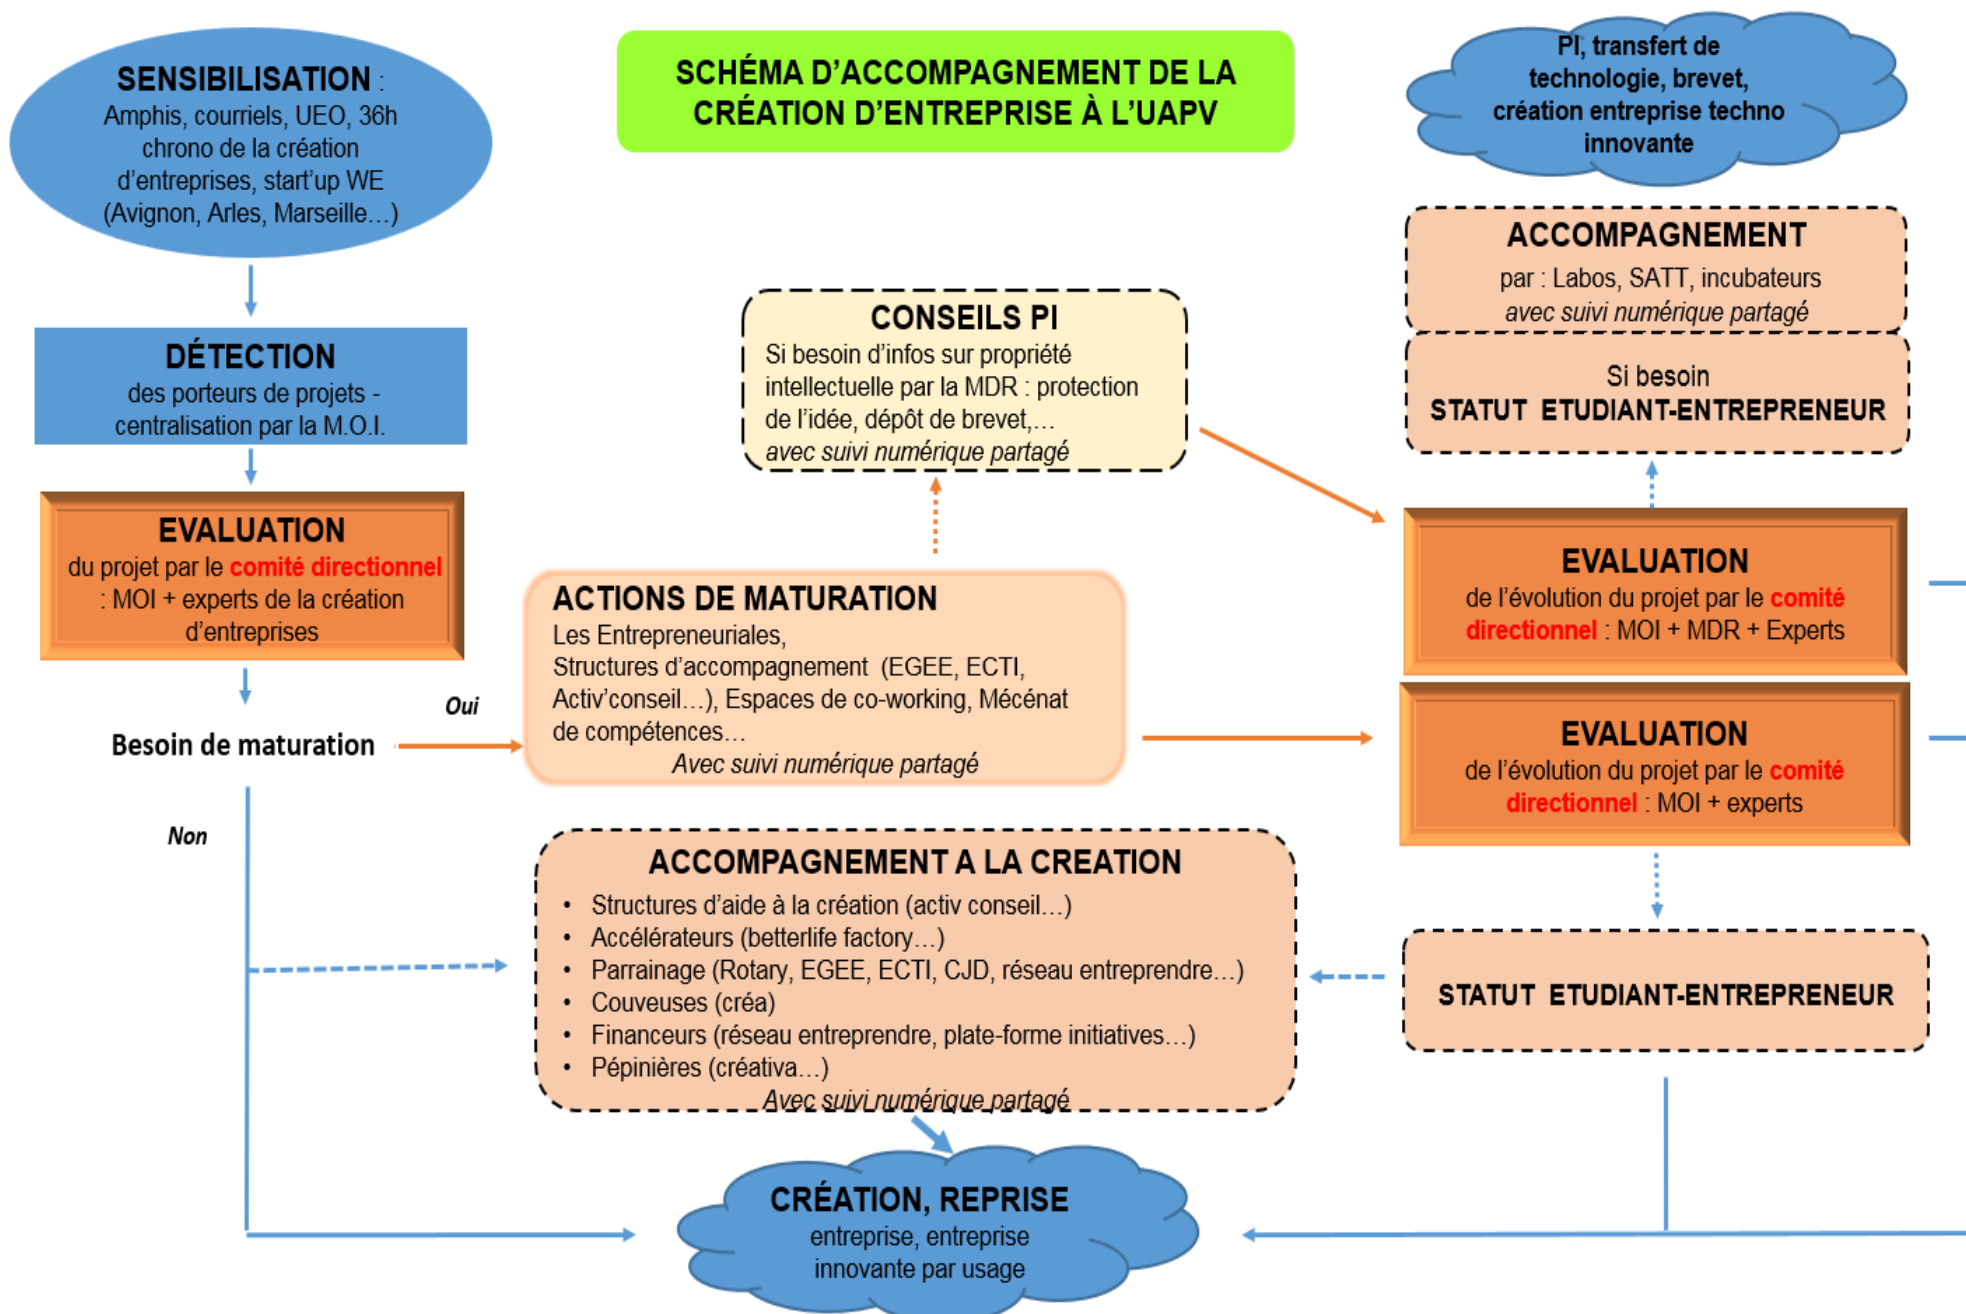 SCHÉMA D'ACCOMPAGNEMENT DE LA
CRÉATION D'ENTREPRISE À L'UAPV
SENSIBILISATION :
Amphis, courriels, UEO, 36h
chrono de la création
d'entreprises, start'up WE
(Avignon, Arles, Marseille…)
DÉTECTION
des porteurs de projets -
centralisation par la M.O.I.
EVALUATION
du projet par le comité directionnel
: MOI + experts de la création
d'entreprises
Besoin de maturation
Oui
Non
ACTIONS DE MATURATION
Les Entrepreneuriales,
Structures d'accompagnement (EGEE, ECTI,
Activ'conseil…), Espaces de co-working, Mécénat
de compétences…
Avec suivi numérique partagé
CONSEILS PI
Si besoin d'infos sur propriété
intellectuelle par la MDR : protection
de l'idée, dépôt de brevet,…
avec suivi numérique partagé
PI, transfert de
technologie, brevet,
création entreprise techno
innovante
ACCOMPAGNEMENT
par : Labos, SATT, incubateurs
avec suivi numérique partagé
Si besoin
STATUT ETUDIANT-ENTREPRENEUR
EVALUATION
de l'évolution du projet par le comité
directionnel : MOI + MDR + Experts
EVALUATION
de l'évolution du projet par le comité
directionnel : MOI + experts
STATUT ETUDIANT-ENTREPRENEUR
ACCOMPAGNEMENT A LA CREATION
• Structures d'aide à la création (activ conseil…)
• Accélérateurs (betterlife factory…)
• Parrainage (Rotary, EGEE, ECTI, CJD, réseau entreprendre…)
• Couveuses (créa)
• Financeurs (réseau entreprendre, plate-forme initiatives…)
• Pépinières (créativa…)
Avec suivi numérique partagé
CRÉATION, REPRISE
entreprise, entreprise
innovante par usage